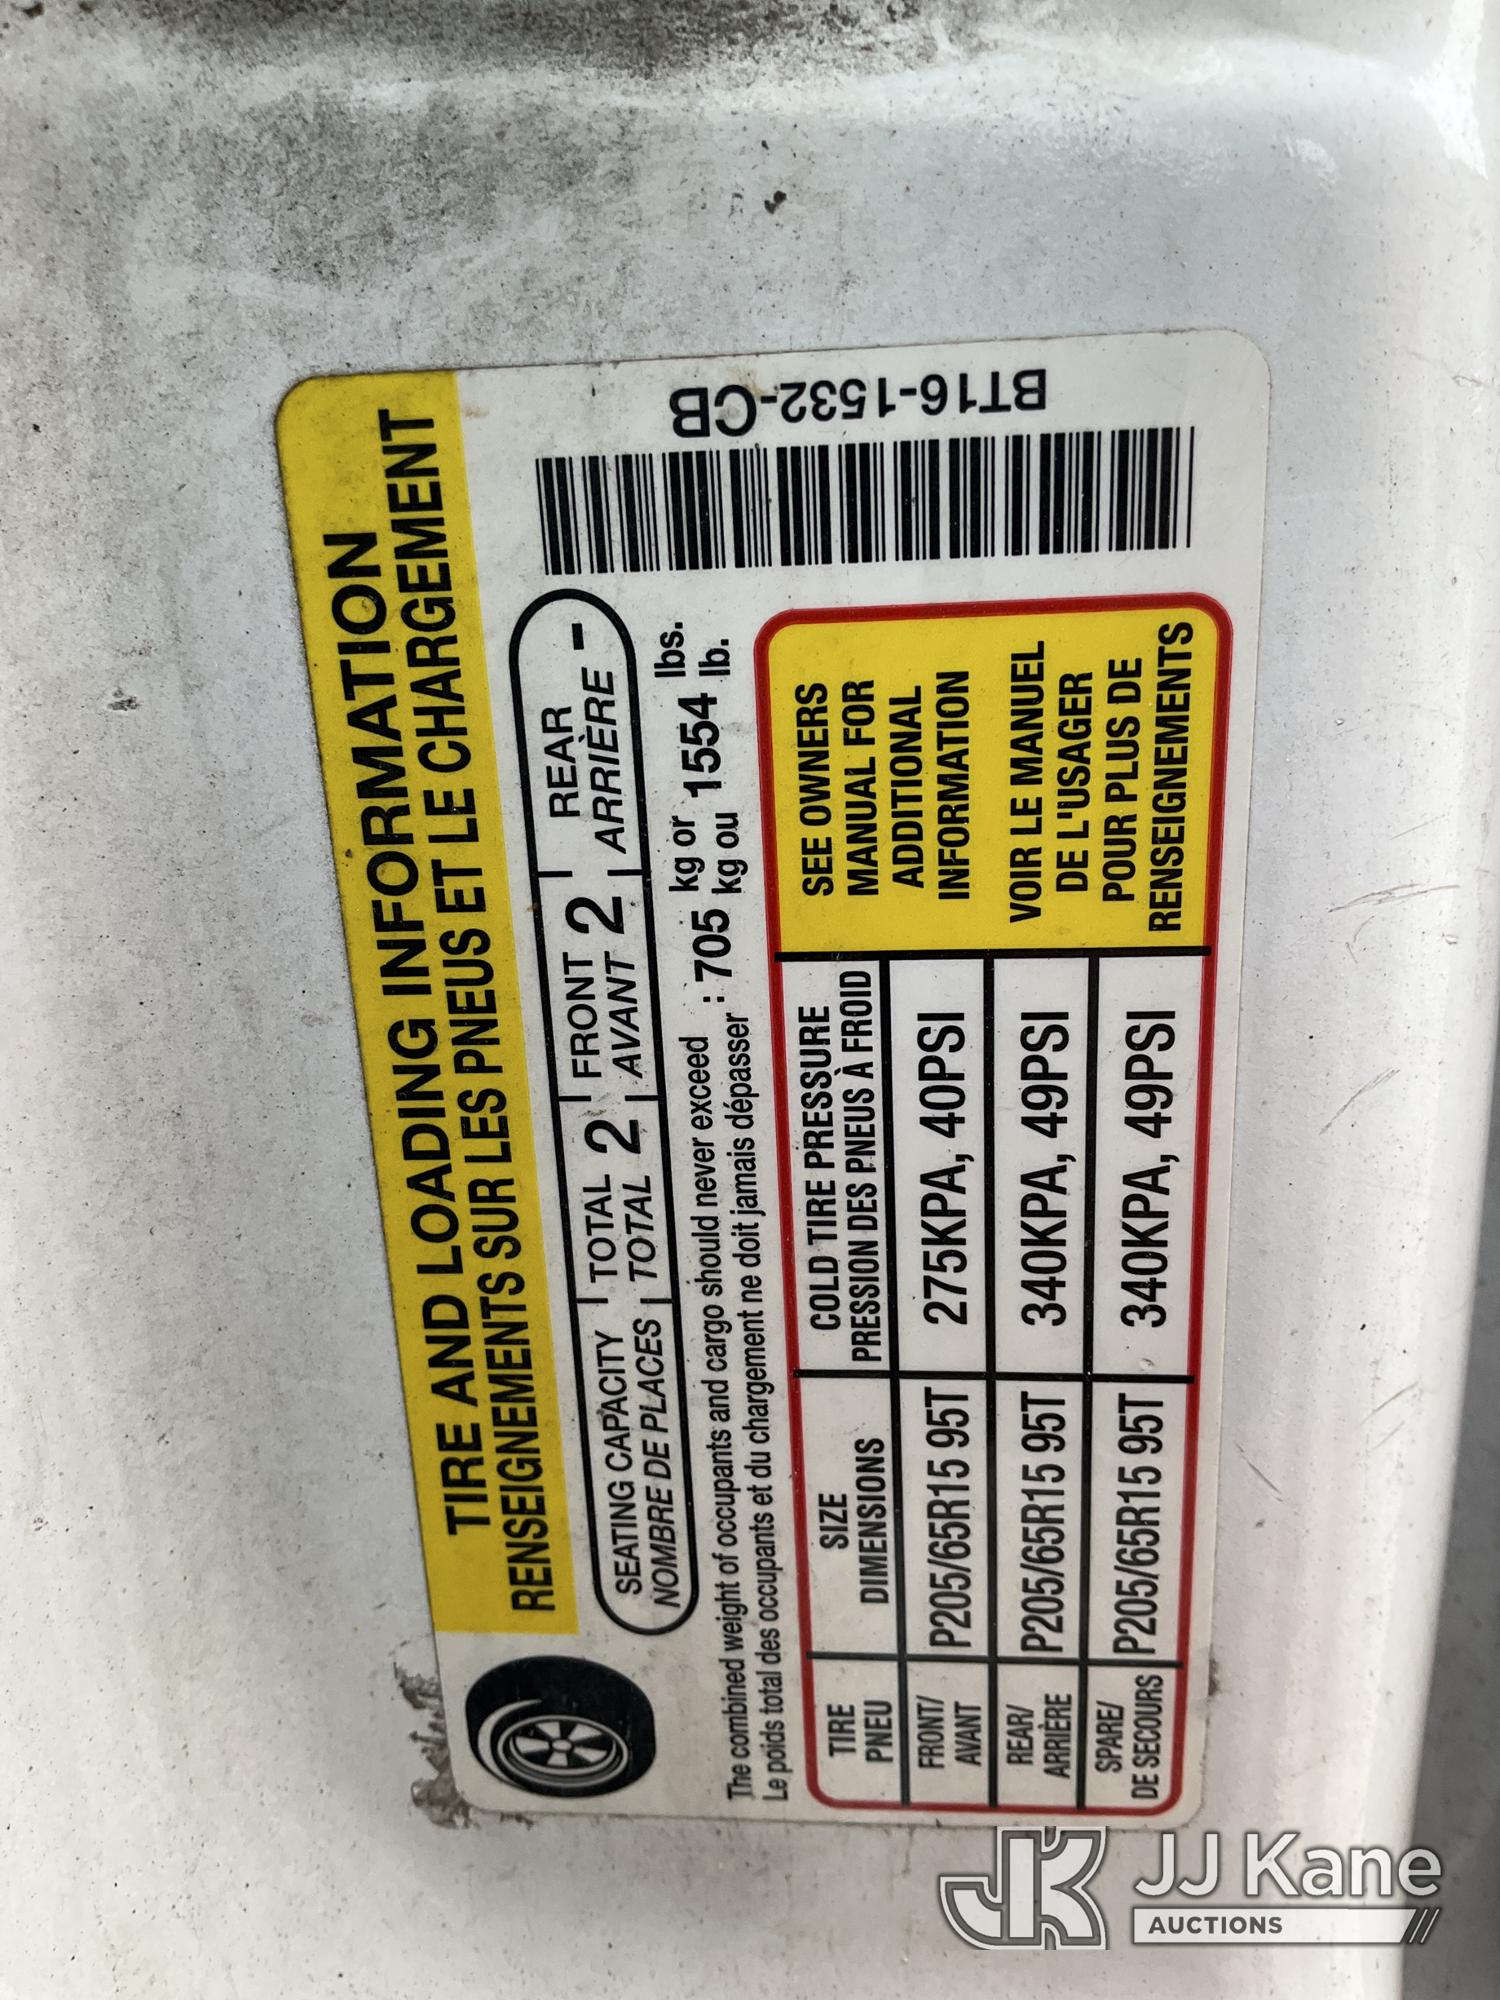 TIRE AND LOADING INFORMATION
RENSEIGNEMENTS SUR LES PNEUS ET LE CHARGEMENT
SEATING CAPACITY | TOTAL 2 | FRONT 2 | REAR -
NOMBRE DE PLACES | TOTAL | AVANT | ARRIÈRE
The combined weight of occupants and cargo should never exceed : 705 kg or 1554 lbs.
Le poids total des occupants et du chargement ne doit jamais dépasser kg ou lb.
TIRE SIZE COLD TIRE PRESSURE
PNEU DIMENSIONS PRESSION DES PNEUS À FROID
FRONT/
AVANT P205/65R15 95T 275KPA, 40PSI
REAR/
ARRIÈRE P205/65R15 95T 340KPA, 49PSI
SPARE/
DE SECOURS P205/65R15 95T 340KPA, 49PSI
SEE OWNERS
MANUAL FOR
ADDITIONAL
INFORMATION
VOIR LE MANUEL
DE L'USAGER
POUR PLUS DE
RENSEIGNEMENTS
BT16-1532-CB
JK JJ Kane
AUCTIONS